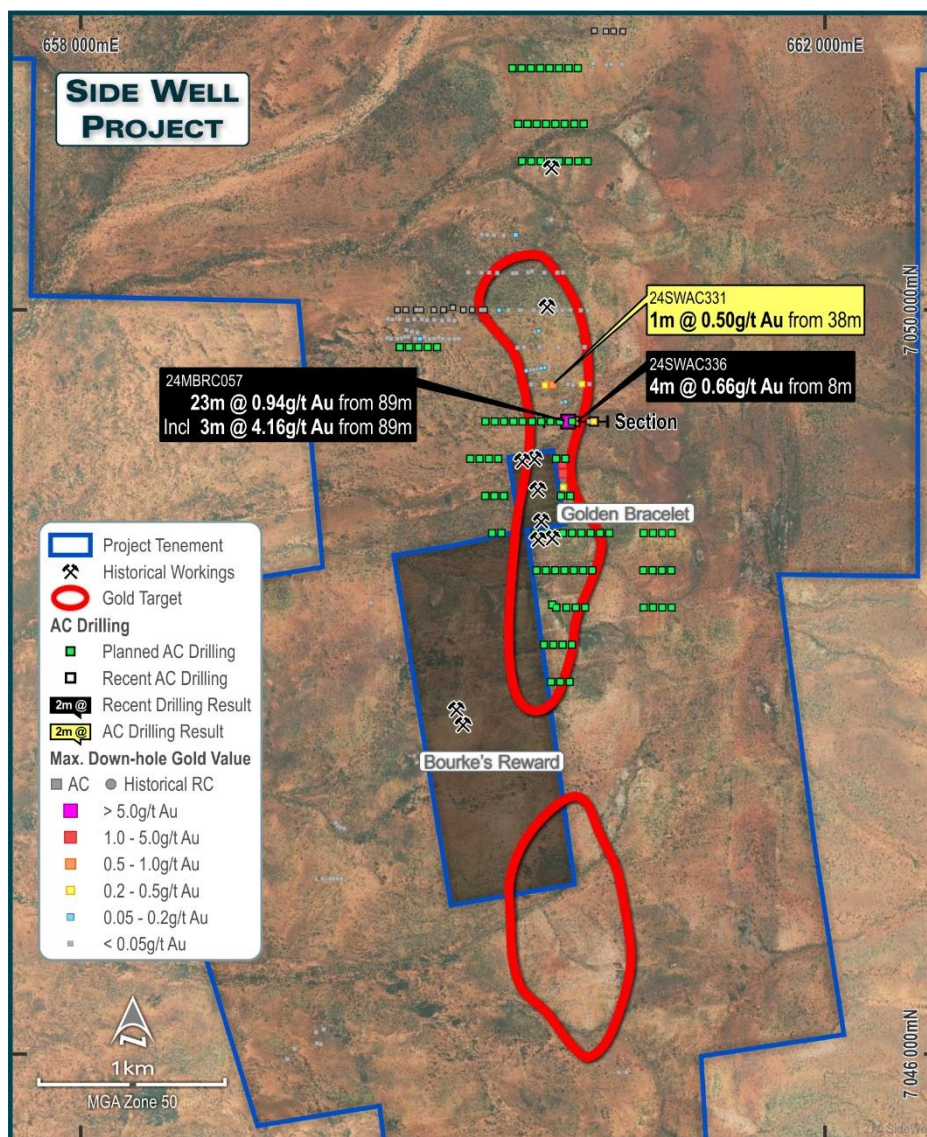 658 000mE
662 000mE
SIDE WELL
PROJECT
24SWAC331
1m @ 0.50g/t Au from 38m
7 050 000mN
24SWAC336
4m @ 0.66g/t Au from 8m
24MBRC057
23m @ 0.94g/t Au from 89m
Incl 3m @ 4.16g/t Au from 89m
Section
Golden Bracelet
Project Tenement
Historical Workings
Gold Target
AC Drilling
Planned AC Drilling
Recent AC Drilling
2m @ Recent Drilling Result
2m @ AC Drilling Result
Max. Down-hole Gold Value
AC Historical RC
> 5.0g/t Au
1.0 - 5.0g/t Au
0.5 - 1.0g/t Au
0.2 - 0.5g/t Au
0.05 - 0.2g/t Au
< 0.05g/t Au
Bourke's Reward
1km
MGA Zone 50
7 046 000mN